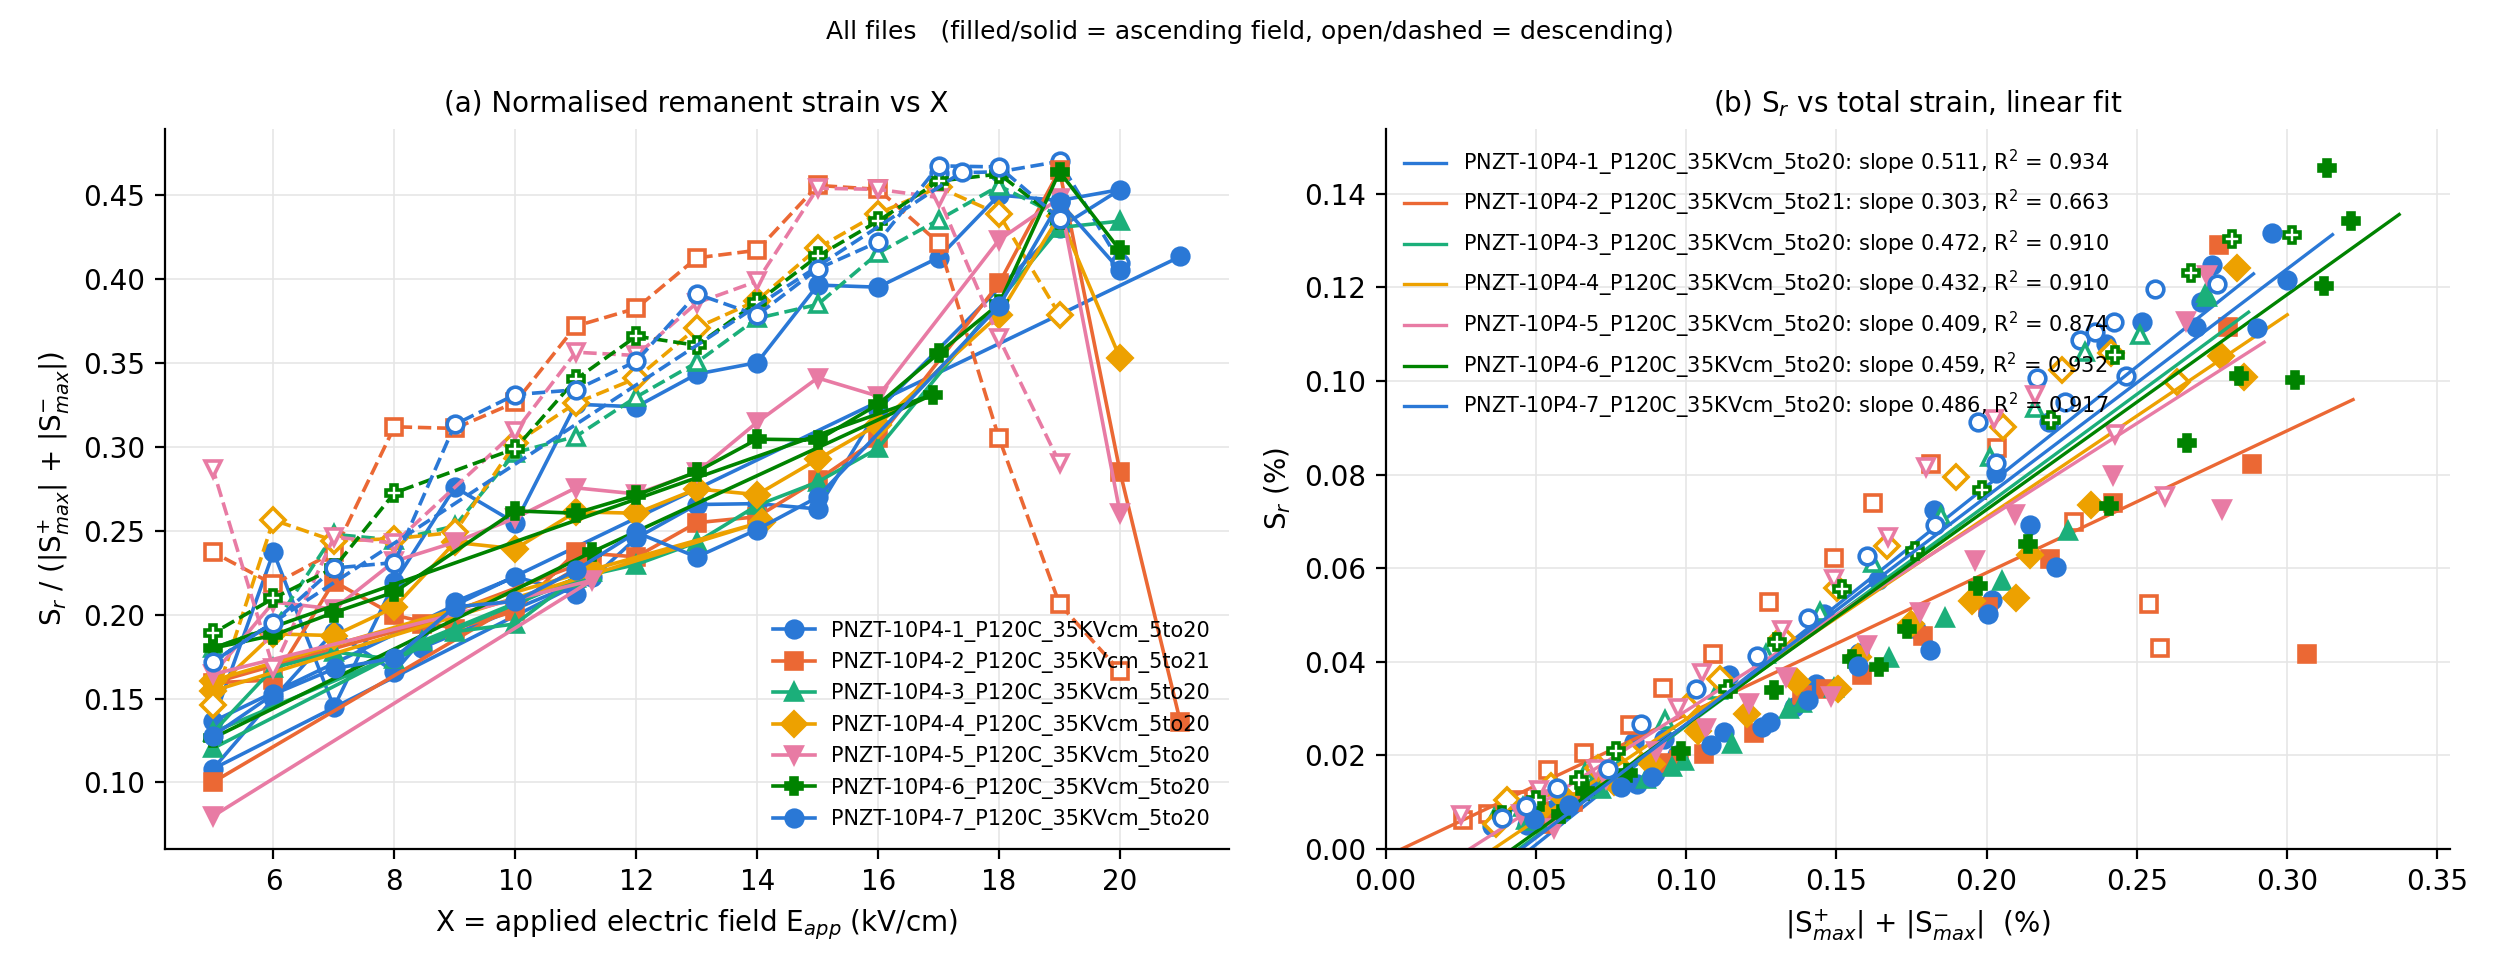 All files (filled/solid = ascending field, open/dashed = descending)
(a) Normalised remanent strain vs X
S_r / (|S_max^+| + |S_max^-|)
0.45
0.40
0.35
0.30
0.25
0.20
0.15
0.10
PNZT-10P4-1_P120C_35KVcm_5to20
PNZT-10P4-2_P120C_35KVcm_5to21
PNZT-10P4-3_P120C_35KVcm_5to20
PNZT-10P4-4_P120C_35KVcm_5to20
PNZT-10P4-5_P120C_35KVcm_5to20
PNZT-10P4-6_P120C_35KVcm_5to20
PNZT-10P4-7_P120C_35KVcm_5to20
6 8 10 12 14 16 18 20
X = applied electric field E_app (kV/cm)
(b) S_r vs total strain, linear fit
S_r (%)
0.14
0.12
0.10
0.08
0.06
0.04
0.02
0.00
PNZT-10P4-1_P120C_35KVcm_5to20: slope 0.511, R² = 0.934
PNZT-10P4-2_P120C_35KVcm_5to21: slope 0.303, R² = 0.663
PNZT-10P4-3_P120C_35KVcm_5to20: slope 0.472, R² = 0.910
PNZT-10P4-4_P120C_35KVcm_5to20: slope 0.432, R² = 0.910
PNZT-10P4-5_P120C_35KVcm_5to20: slope 0.409, R² = 0.874
PNZT-10P4-6_P120C_35KVcm_5to20: slope 0.459, R² = 0.932
PNZT-10P4-7_P120C_35KVcm_5to20: slope 0.486, R² = 0.917
0.00 0.05 0.10 0.15 0.20 0.25 0.30 0.35
|S_max^+| + |S_max^-| (%)